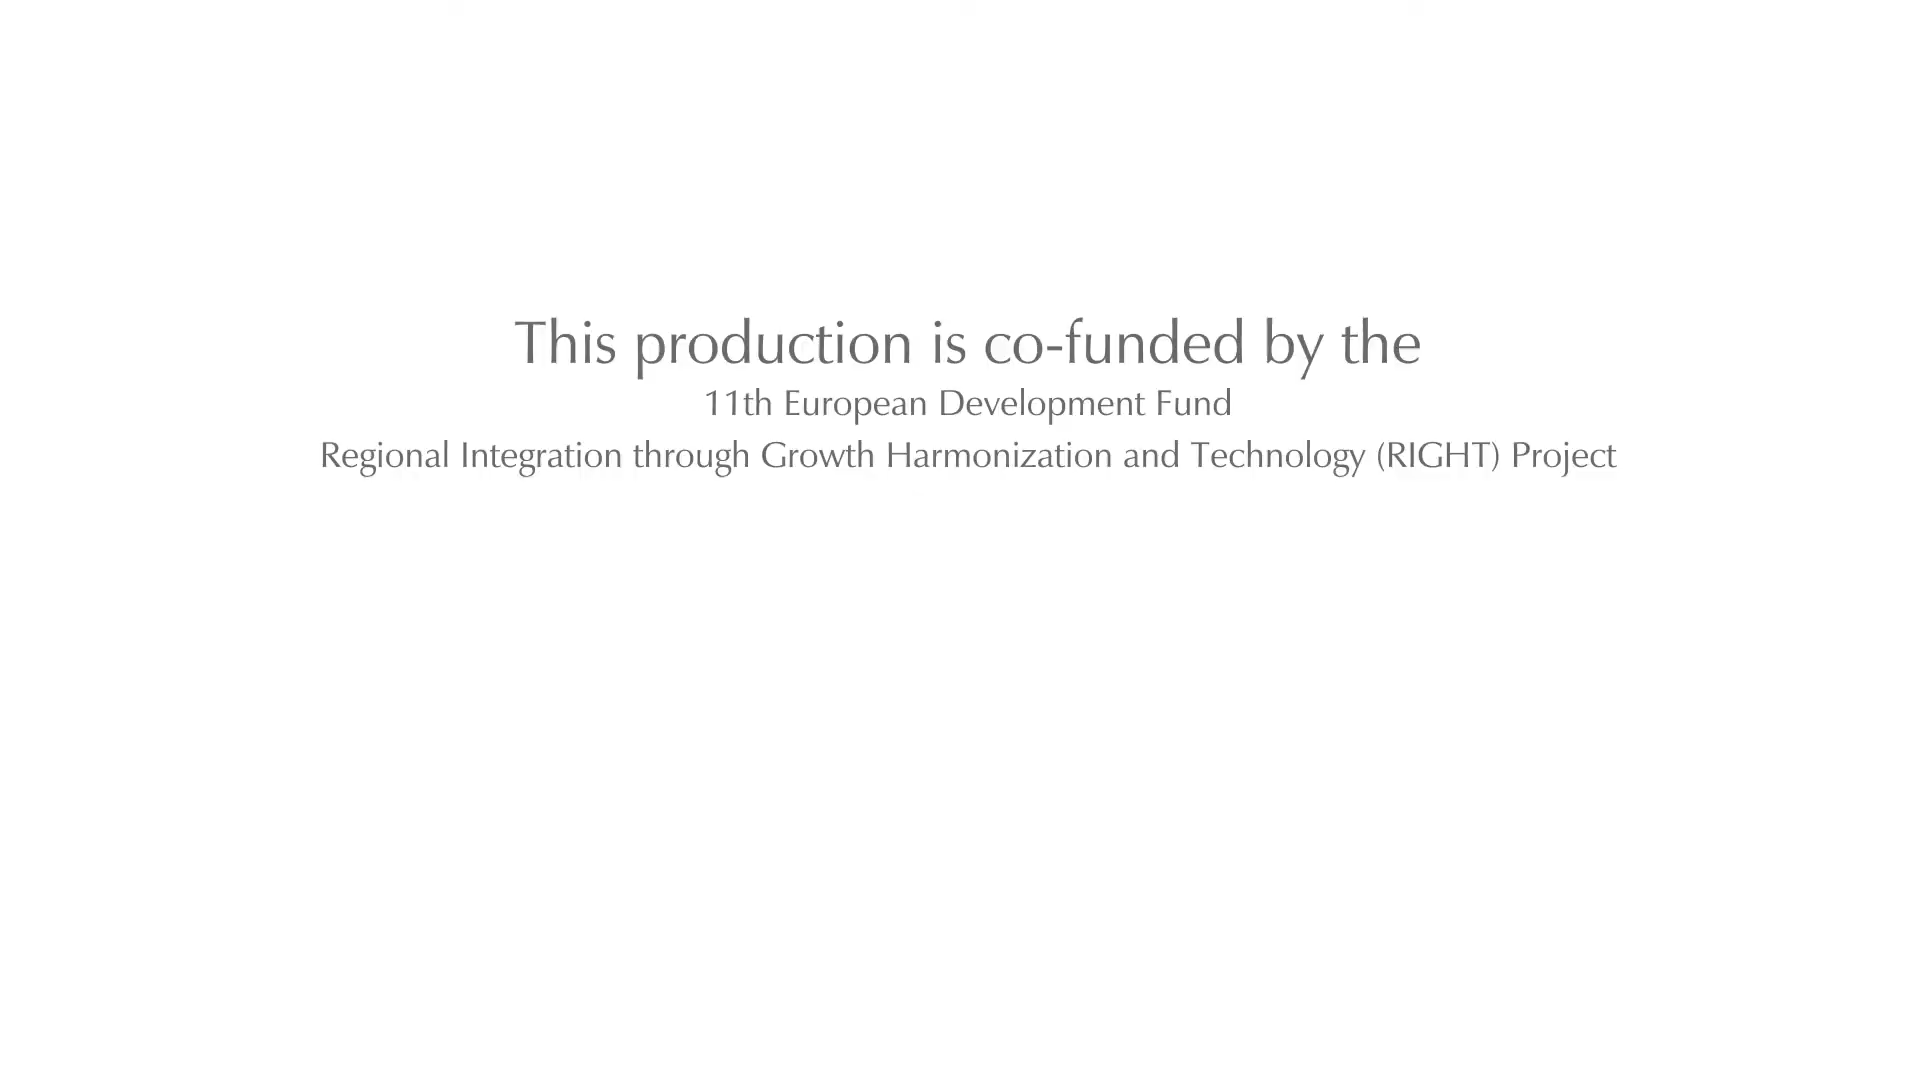 This production is co-funded by the
11th European Development Fund
Regional Integration through Growth Harmonization and Technology (RIGHT) Project